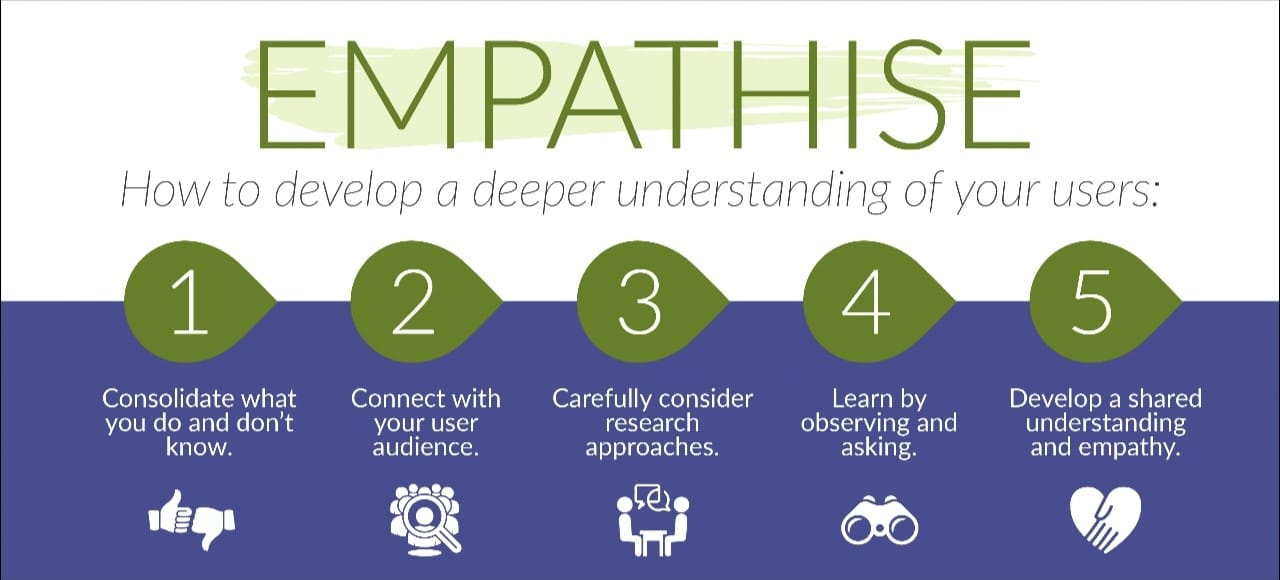 EMPATHISE
How to develop a deeper understanding of your users:
1
Consolidate what
you do and don't
know.
2
Connect with
your user
audience.
3
Carefully consider
research
approaches.
4
Learn by
observing and
asking.
5
Develop a shared
understanding
and empathy.